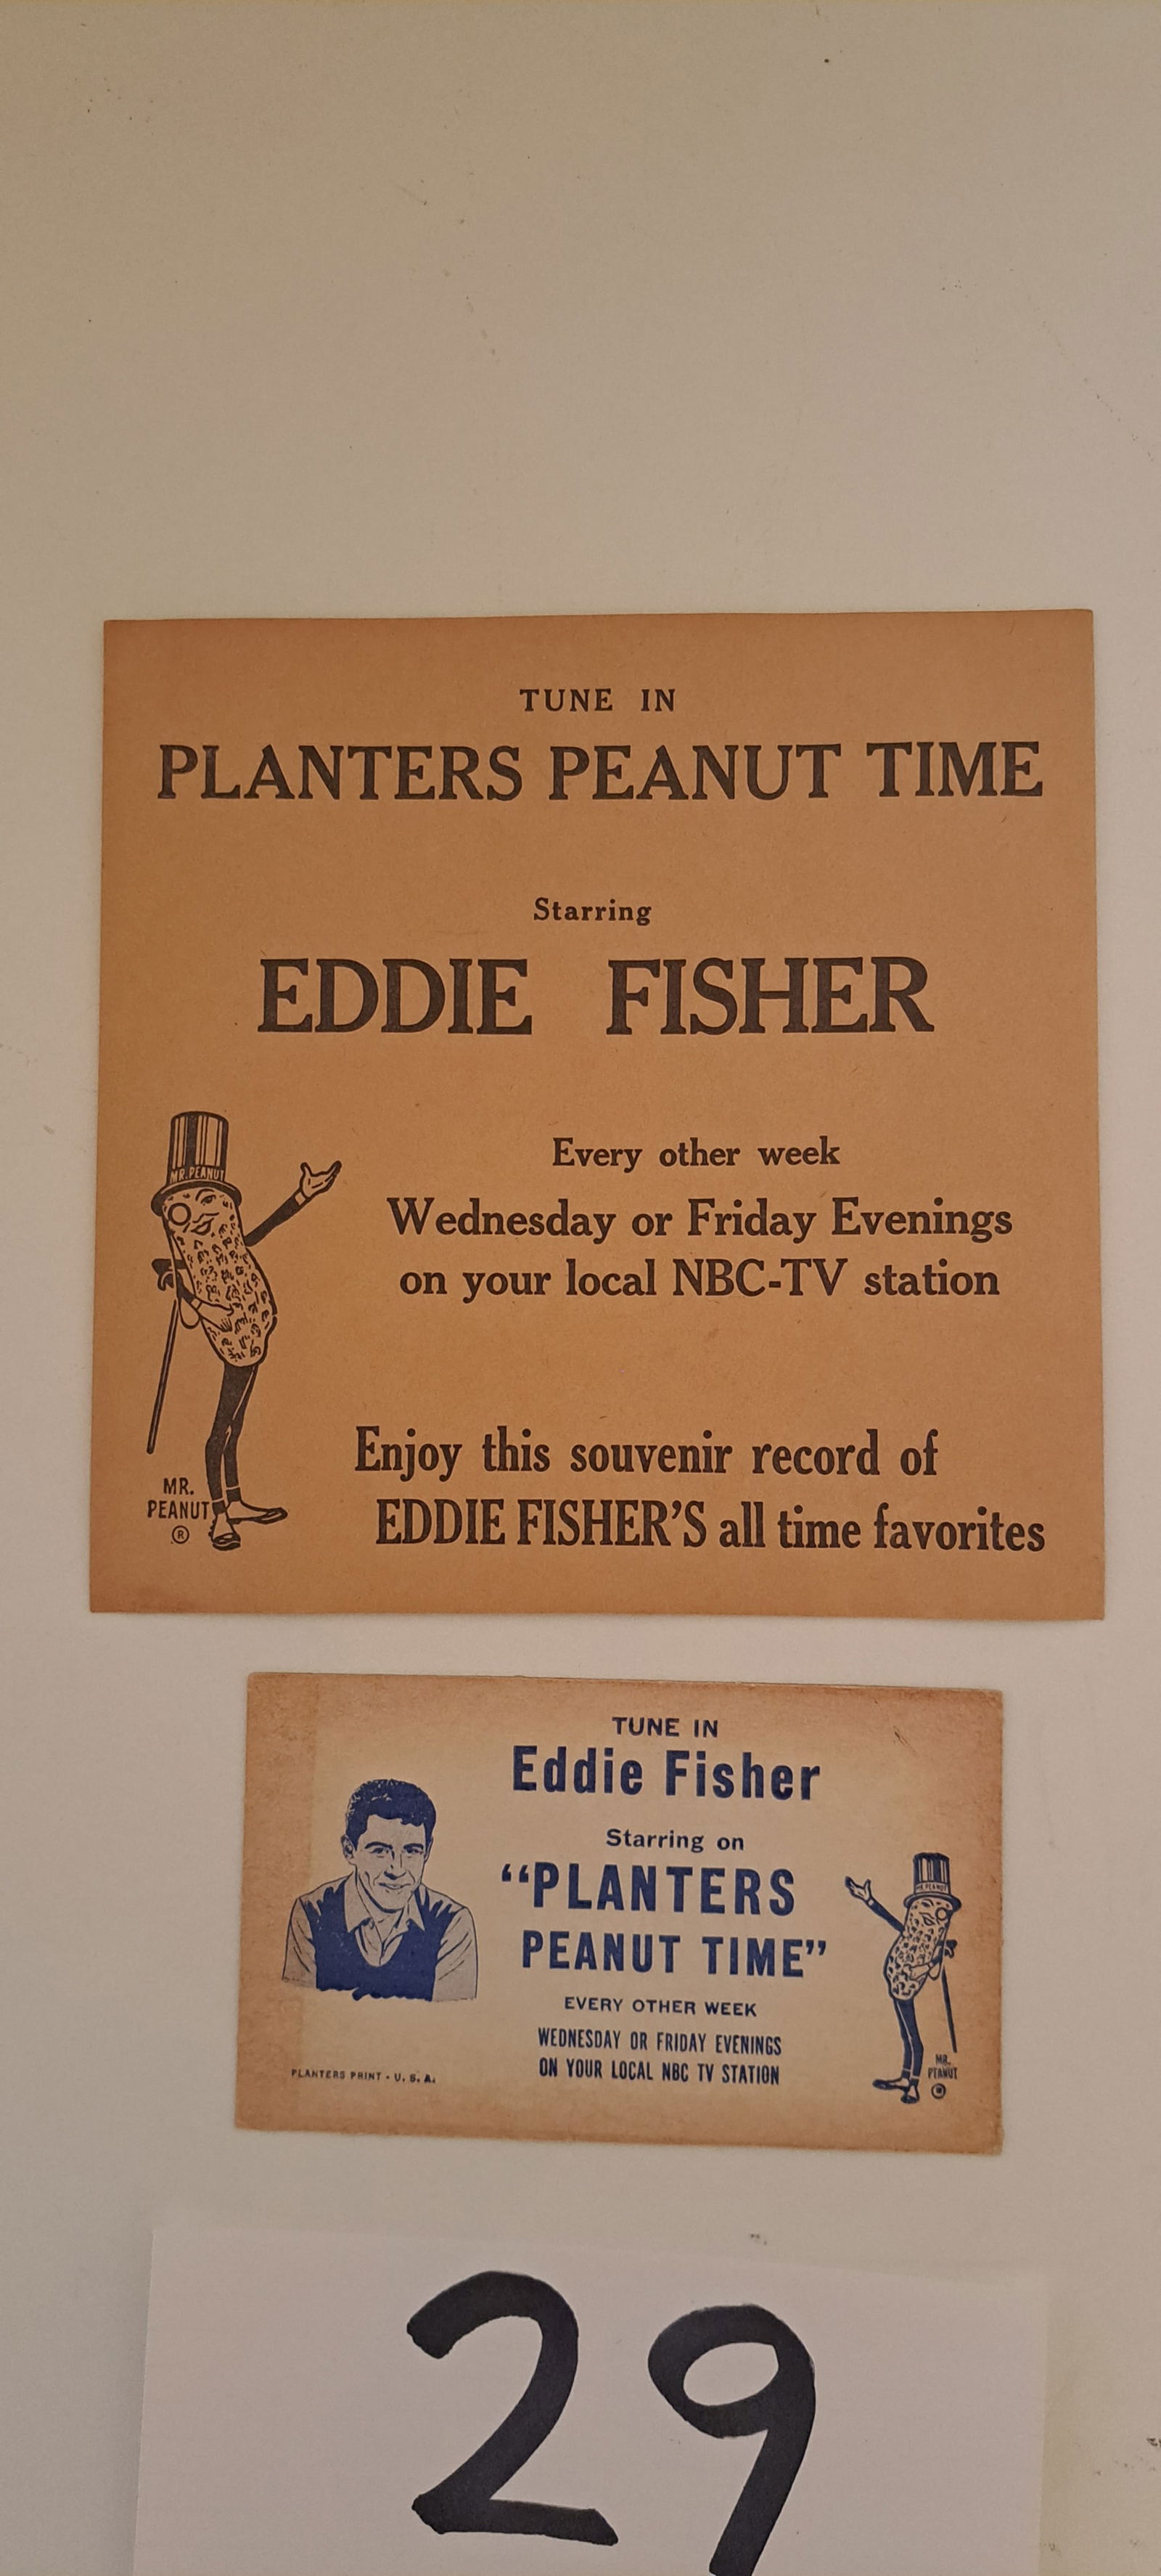 TUNE IN
PLANTERS PEANUT TIME
Starring
EDDIE FISHER
Every other week
Wednesday or Friday Evenings
on your local NBC-TV station
Enjoy this souvenir record of
EDDIE FISHER'S all time favorites
MR. PEANUT
MR.
PEANUT
®
TUNE IN
Eddie Fisher
Starring on
"PLANTERS
PEANUT TIME"
EVERY OTHER WEEK
WEDNESDAY OR FRIDAY EVENINGS
ON YOUR LOCAL NBC TV STATION
PLANTERS PRINT - U. S. A.
MR. PEANUT
MR.
PEANUT
®
29